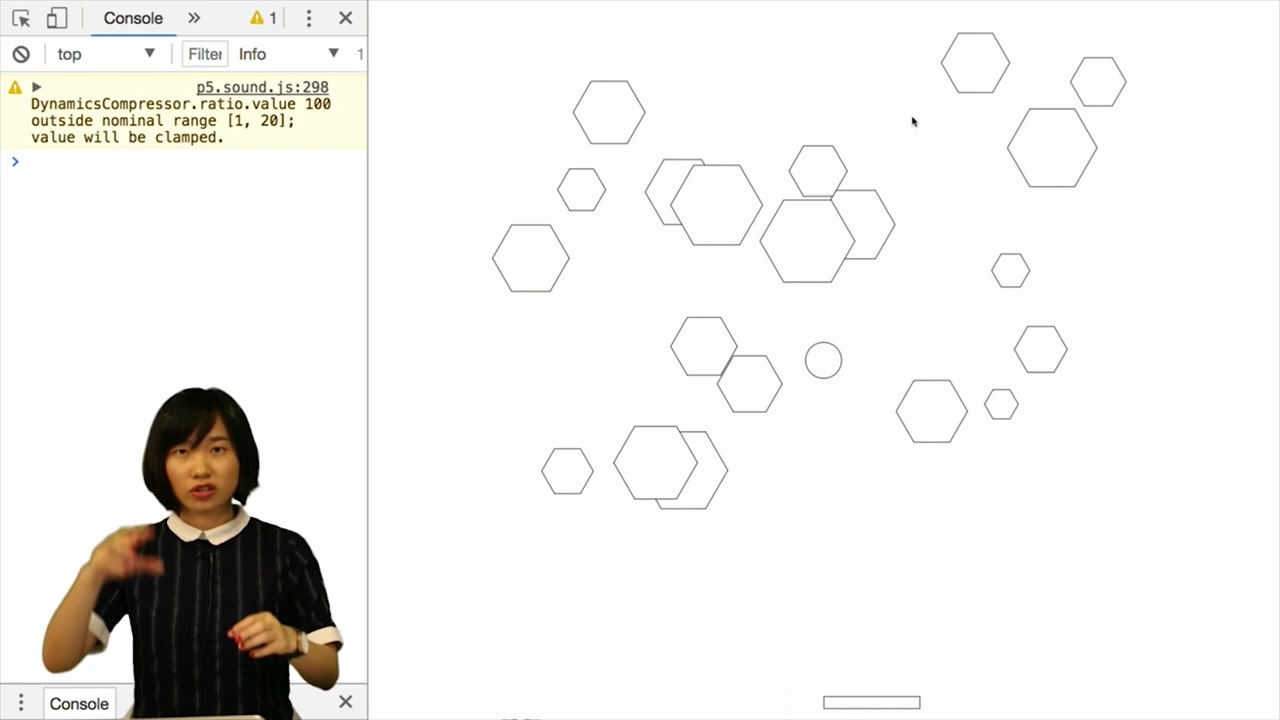 Console
1
top
Filter
Info
1
p5.sound.js:298
DynamicsCompressor.ratio.value 100
outside nominal range [1, 20];
value will be clamped.
Console